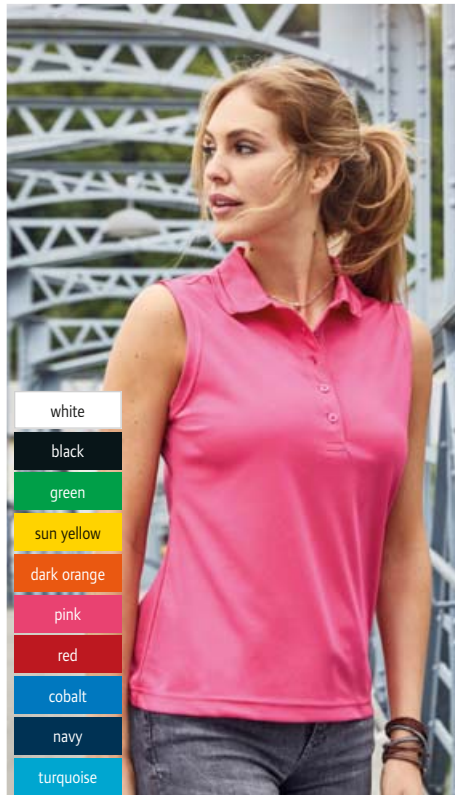 white
black
green
sun yellow
dark orange
pink
red
cobalt
navy
turquoise